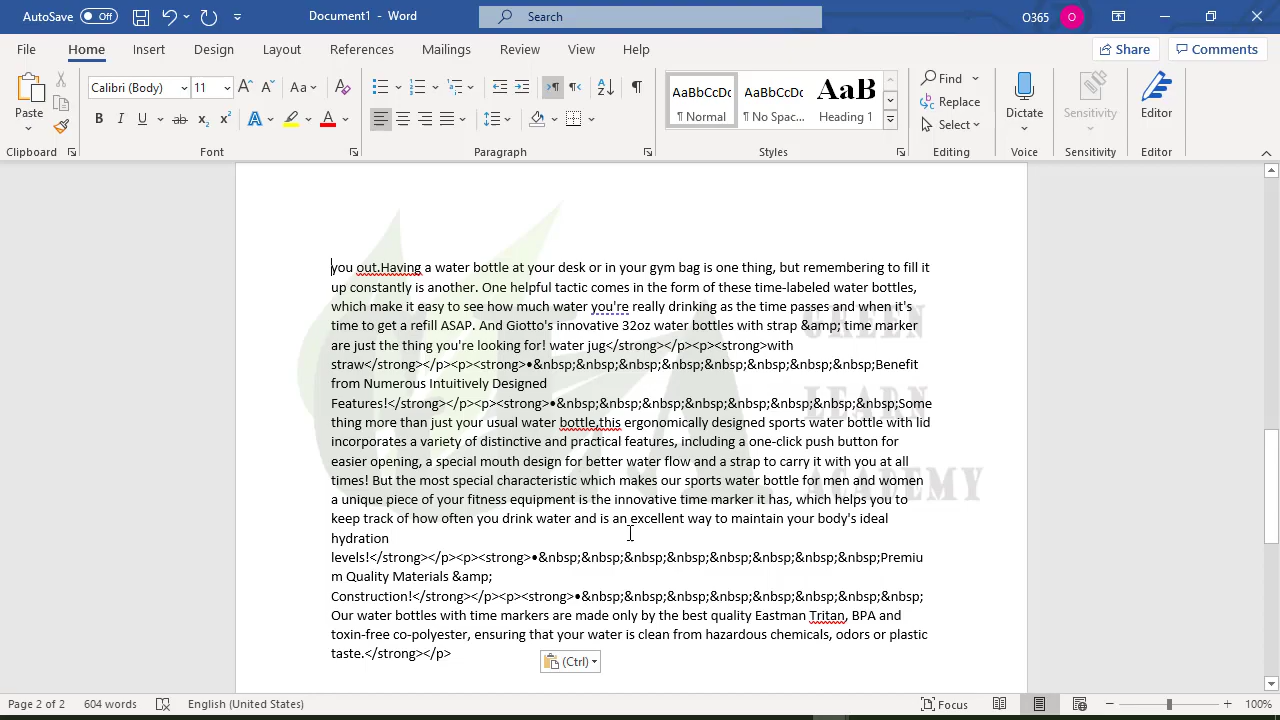 AutoSave Off Document1 - Word Search O365 O
File Home Insert Design Layout References Mailings Review View Help Share Comments
Calibri (Body) 11 Aa AaBbCcDc AaBbCcDc AaB Find
Paste B I U ab x₂ x² A A ¶ Normal ¶ No Spac... Heading 1 Replace Select Dictate Sensitivity Editor
Clipboard Font Paragraph Styles Editing Voice Sensitivity Editor
you out.Having a water bottle at your desk or in your gym bag is one thing, but remembering to fill it
up constantly is another. One helpful tactic comes in the form of these time-labeled water bottles,
which make it easy to see how much water you're really drinking as the time passes and when it's
time to get a refill ASAP. And Giotto's innovative 32oz water bottles with strap &amp; time marker
are just the thing you're looking for! water jug</strong></p><p><strong>with
straw</strong></p><p><strong>•&nbsp;&nbsp;&nbsp;&nbsp;&nbsp;&nbsp;&nbsp;&nbsp;Benefit
from Numerous Intuitively Designed
Features!</strong></p><p><strong>•&nbsp;&nbsp;&nbsp;&nbsp;&nbsp;&nbsp;&nbsp;&nbsp;Some
thing more than just your usual water bottle,this ergonomically designed sports water bottle with lid
incorporates a variety of distinctive and practical features, including a one-click push button for
easier opening, a special mouth design for better water flow and a strap to carry it with you at all
times! But the most special characteristic which makes our sports water bottle for men and women
a unique piece of your fitness equipment is the innovative time marker it has, which helps you to
keep track of how often you drink water and is an excellent way to maintain your body's ideal
hydration
levels!</strong></p><p><strong>•&nbsp;&nbsp;&nbsp;&nbsp;&nbsp;&nbsp;&nbsp;&nbsp;Premiu
m Quality Materials &amp;
Construction!</strong></p><p><strong>•&nbsp;&nbsp;&nbsp;&nbsp;&nbsp;&nbsp;&nbsp;&nbsp;
Our water bottles with time markers are made only by the best quality Eastman Tritan, BPA and
toxin-free co-polyester, ensuring that your water is clean from hazardous chemicals, odors or plastic
taste.</strong></p>
(Ctrl)
GREEN
LEARN
ACADEMY
Page 2 of 2 604 words English (United States) Focus 100%